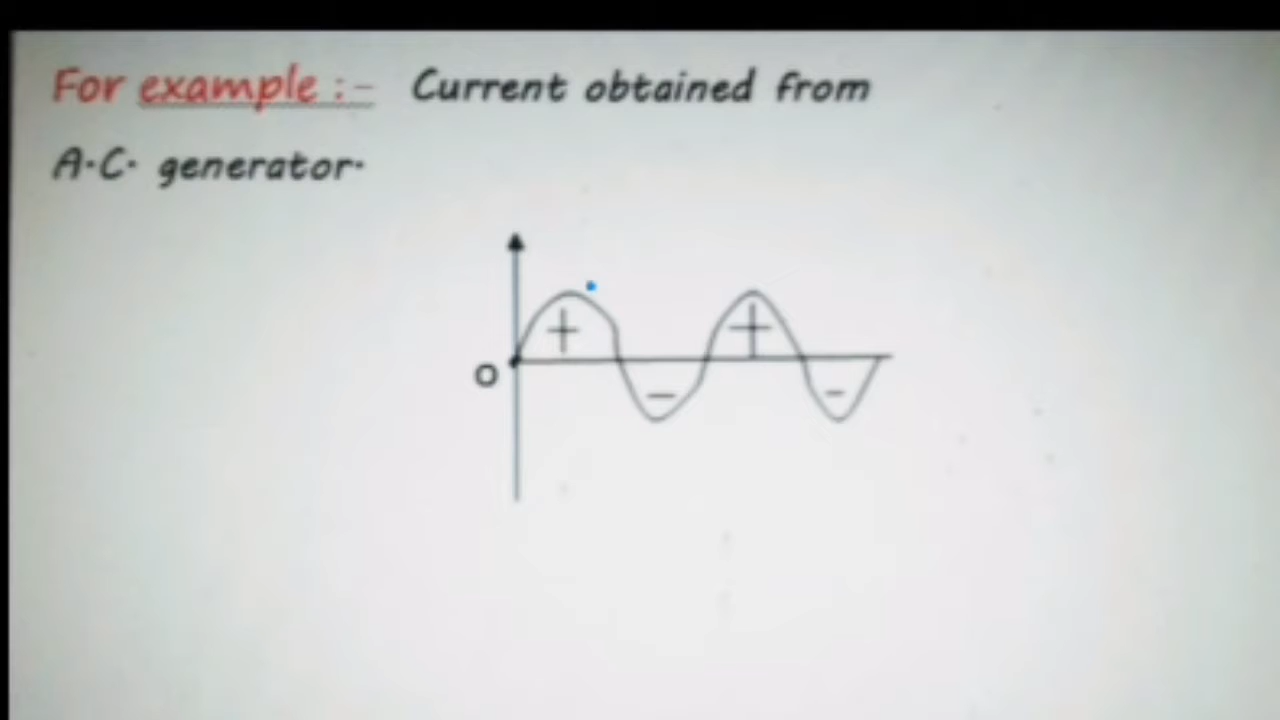 For example :- Current obtained from
A.C. generator.
+ +
O
- -